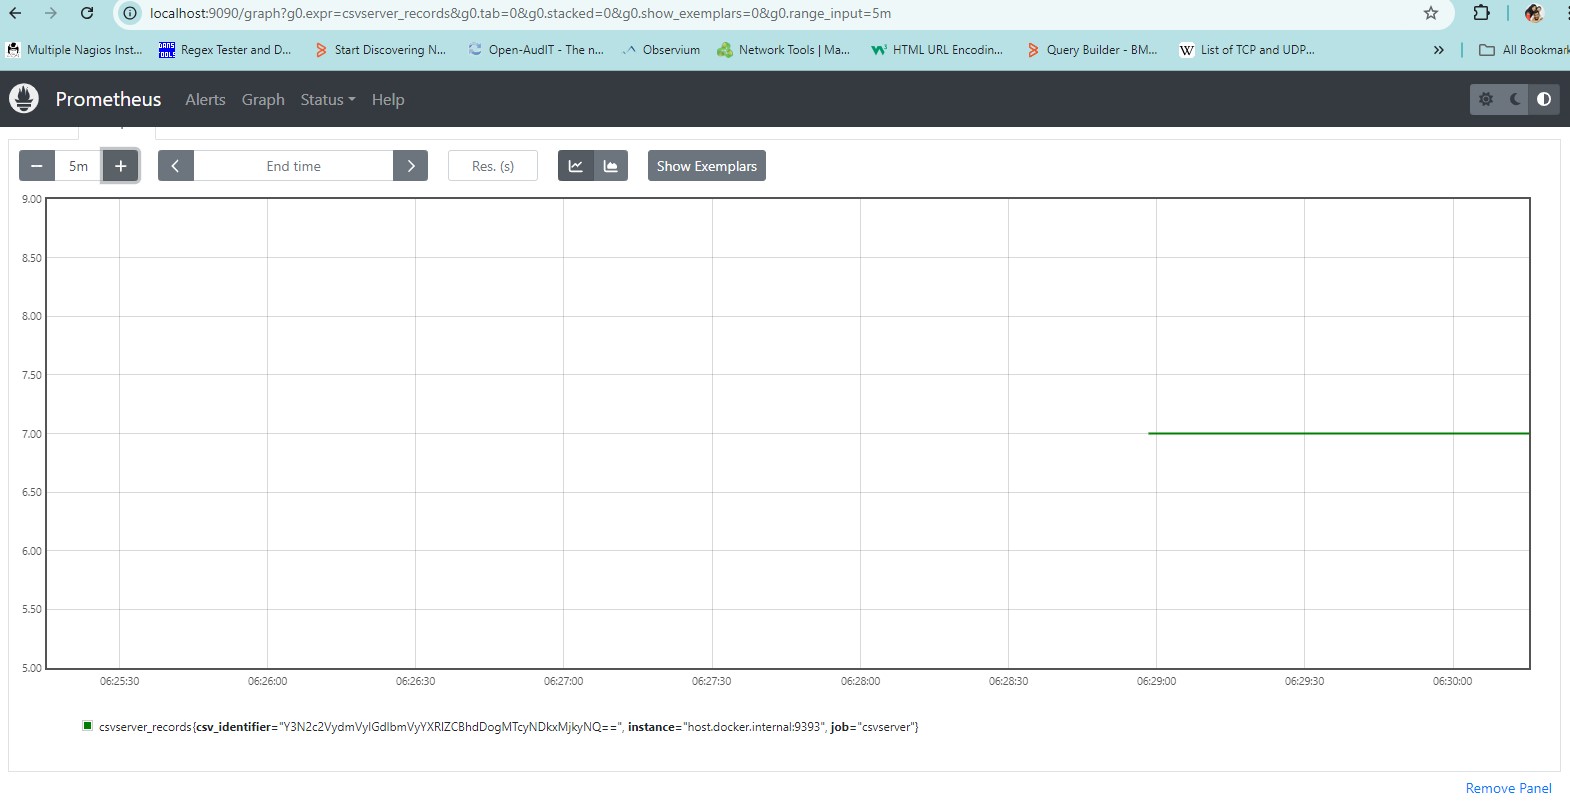 localhost:9090/graph?g0.expr=csvserver_records&g0.tab=0&g0.stacked=0&g0.show_exemplars=0&g0.range_input=5m
Multiple Nagios Inst... Regex Tester and D... Start Discovering N... Open-AudIT - The n... Observium Network Tools | Ma... HTML URL Encodin... Query Builder - BM... W List of TCP and UDP... » All Bookmark
Prometheus Alerts Graph Status Help
− 5m + End time Res. (s) Show Exemplars
9.00
8.50
8.00
7.50
7.00
6.50
6.00
5.50
5.00
06:25:30 06:26:00 06:26:30 06:27:00 06:27:30 06:28:00 06:28:30 06:29:00 06:29:30 06:30:00
csvserver_records{csv_identifier="Y3N2c2VydmVyIGdlbmVyYXRlZCBhdDogMTcyNDkxMjkyNQ==", instance="host.docker.internal:9393", job="csvserver"}
Remove Panel